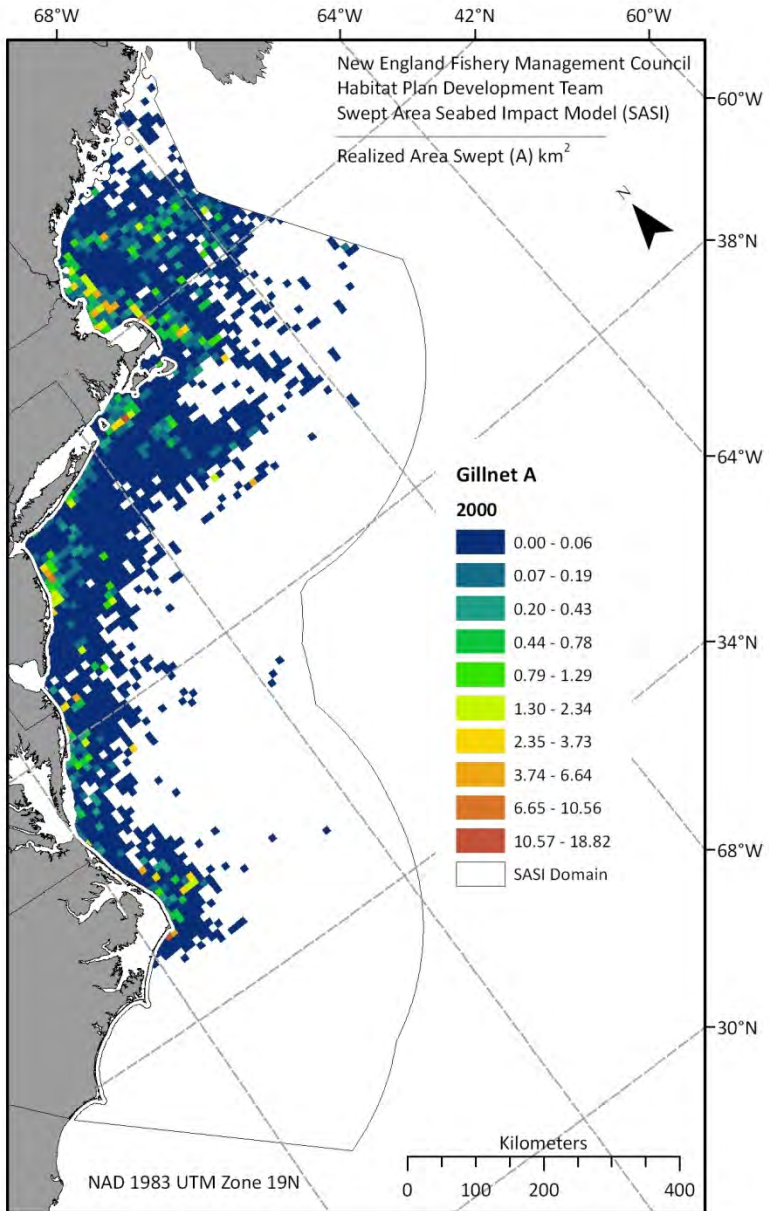 68°W
64°W
42°N
60°W
New England Fishery Management Council
Habitat Plan Development Team
Swept Area Seabed Impact Model (SASI)
Realized Area Swept (A) km²
60°W
N
38°N
64°W
Gillnet A
2000
0.00 - 0.06
0.07 - 0.19
0.20 - 0.43
0.44 - 0.78
0.79 - 1.29
1.30 - 2.34
2.35 - 3.73
3.74 - 6.64
6.65 - 10.56
10.57 - 18.82
SASI Domain
34°N
68°W
30°N
Kilometers
0 100 200 400
NAD 1983 UTM Zone 19N